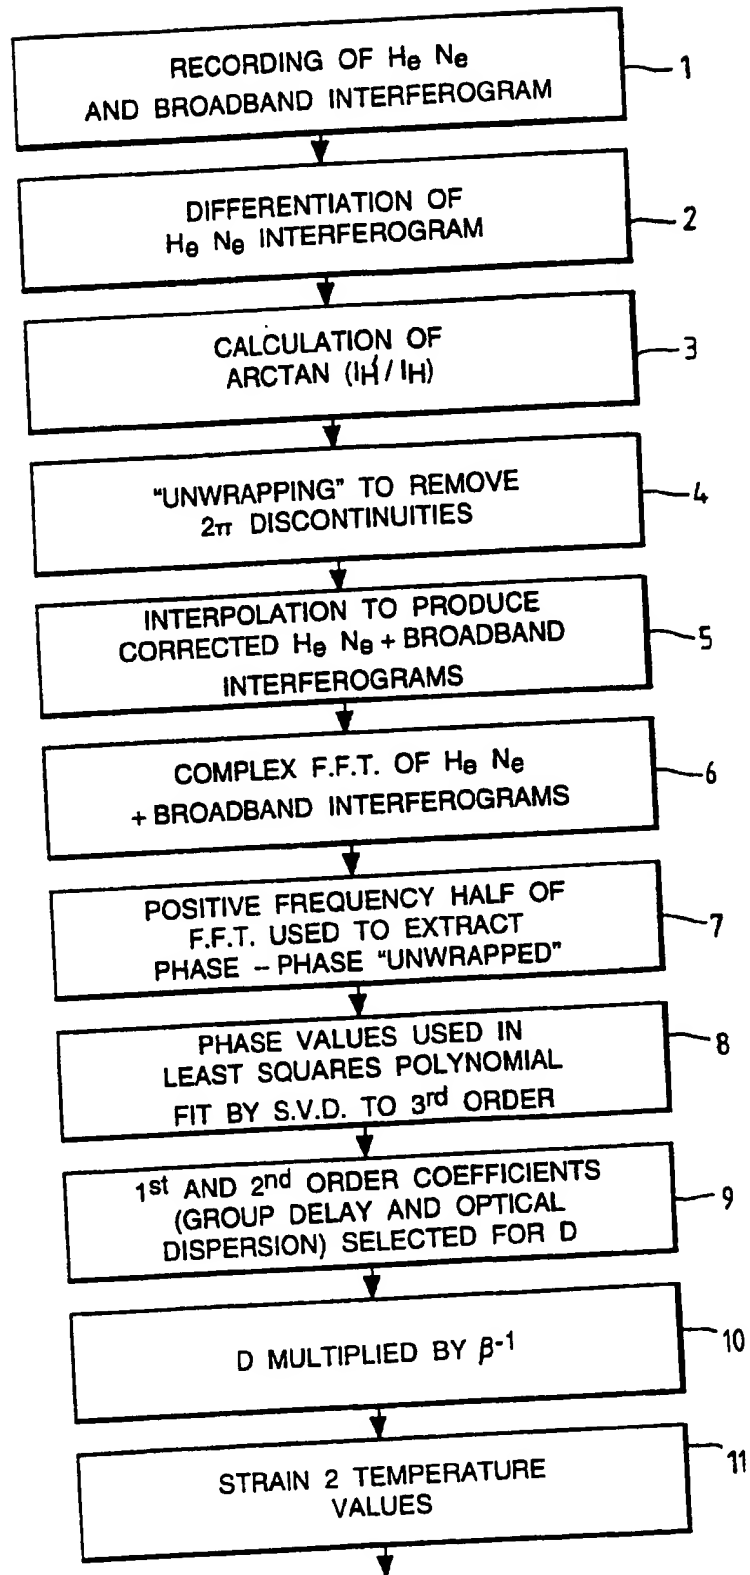 RECORDING OF He Ne
AND BROADBAND INTERFEROGRAM
1
DIFFERENTIATION OF
He Ne INTERFEROGRAM
2
CALCULATION OF
ARCTAN (IH'/ IH)
3
"UNWRAPPING" TO REMOVE
2π DISCONTINUITIES
4
INTERPOLATION TO PRODUCE
CORRECTED He Ne + BROADBAND
INTERFEROGRAMS
5
COMPLEX F.F.T. OF He Ne
+ BROADBAND INTERFEROGRAMS
6
POSITIVE FREQUENCY HALF OF
F.F.T. USED TO EXTRACT
PHASE – PHASE "UNWRAPPED"
7
PHASE VALUES USED IN
LEAST SQUARES POLYNOMIAL
FIT BY S.V.D. TO 3rd ORDER
8
1st AND 2nd ORDER COEFFICIENTS
(GROUP DELAY AND OPTICAL
DISPERSION) SELECTED FOR D
9
D MULTIPLIED BY β-1
10
STRAIN 2 TEMPERATURE
VALUES
11